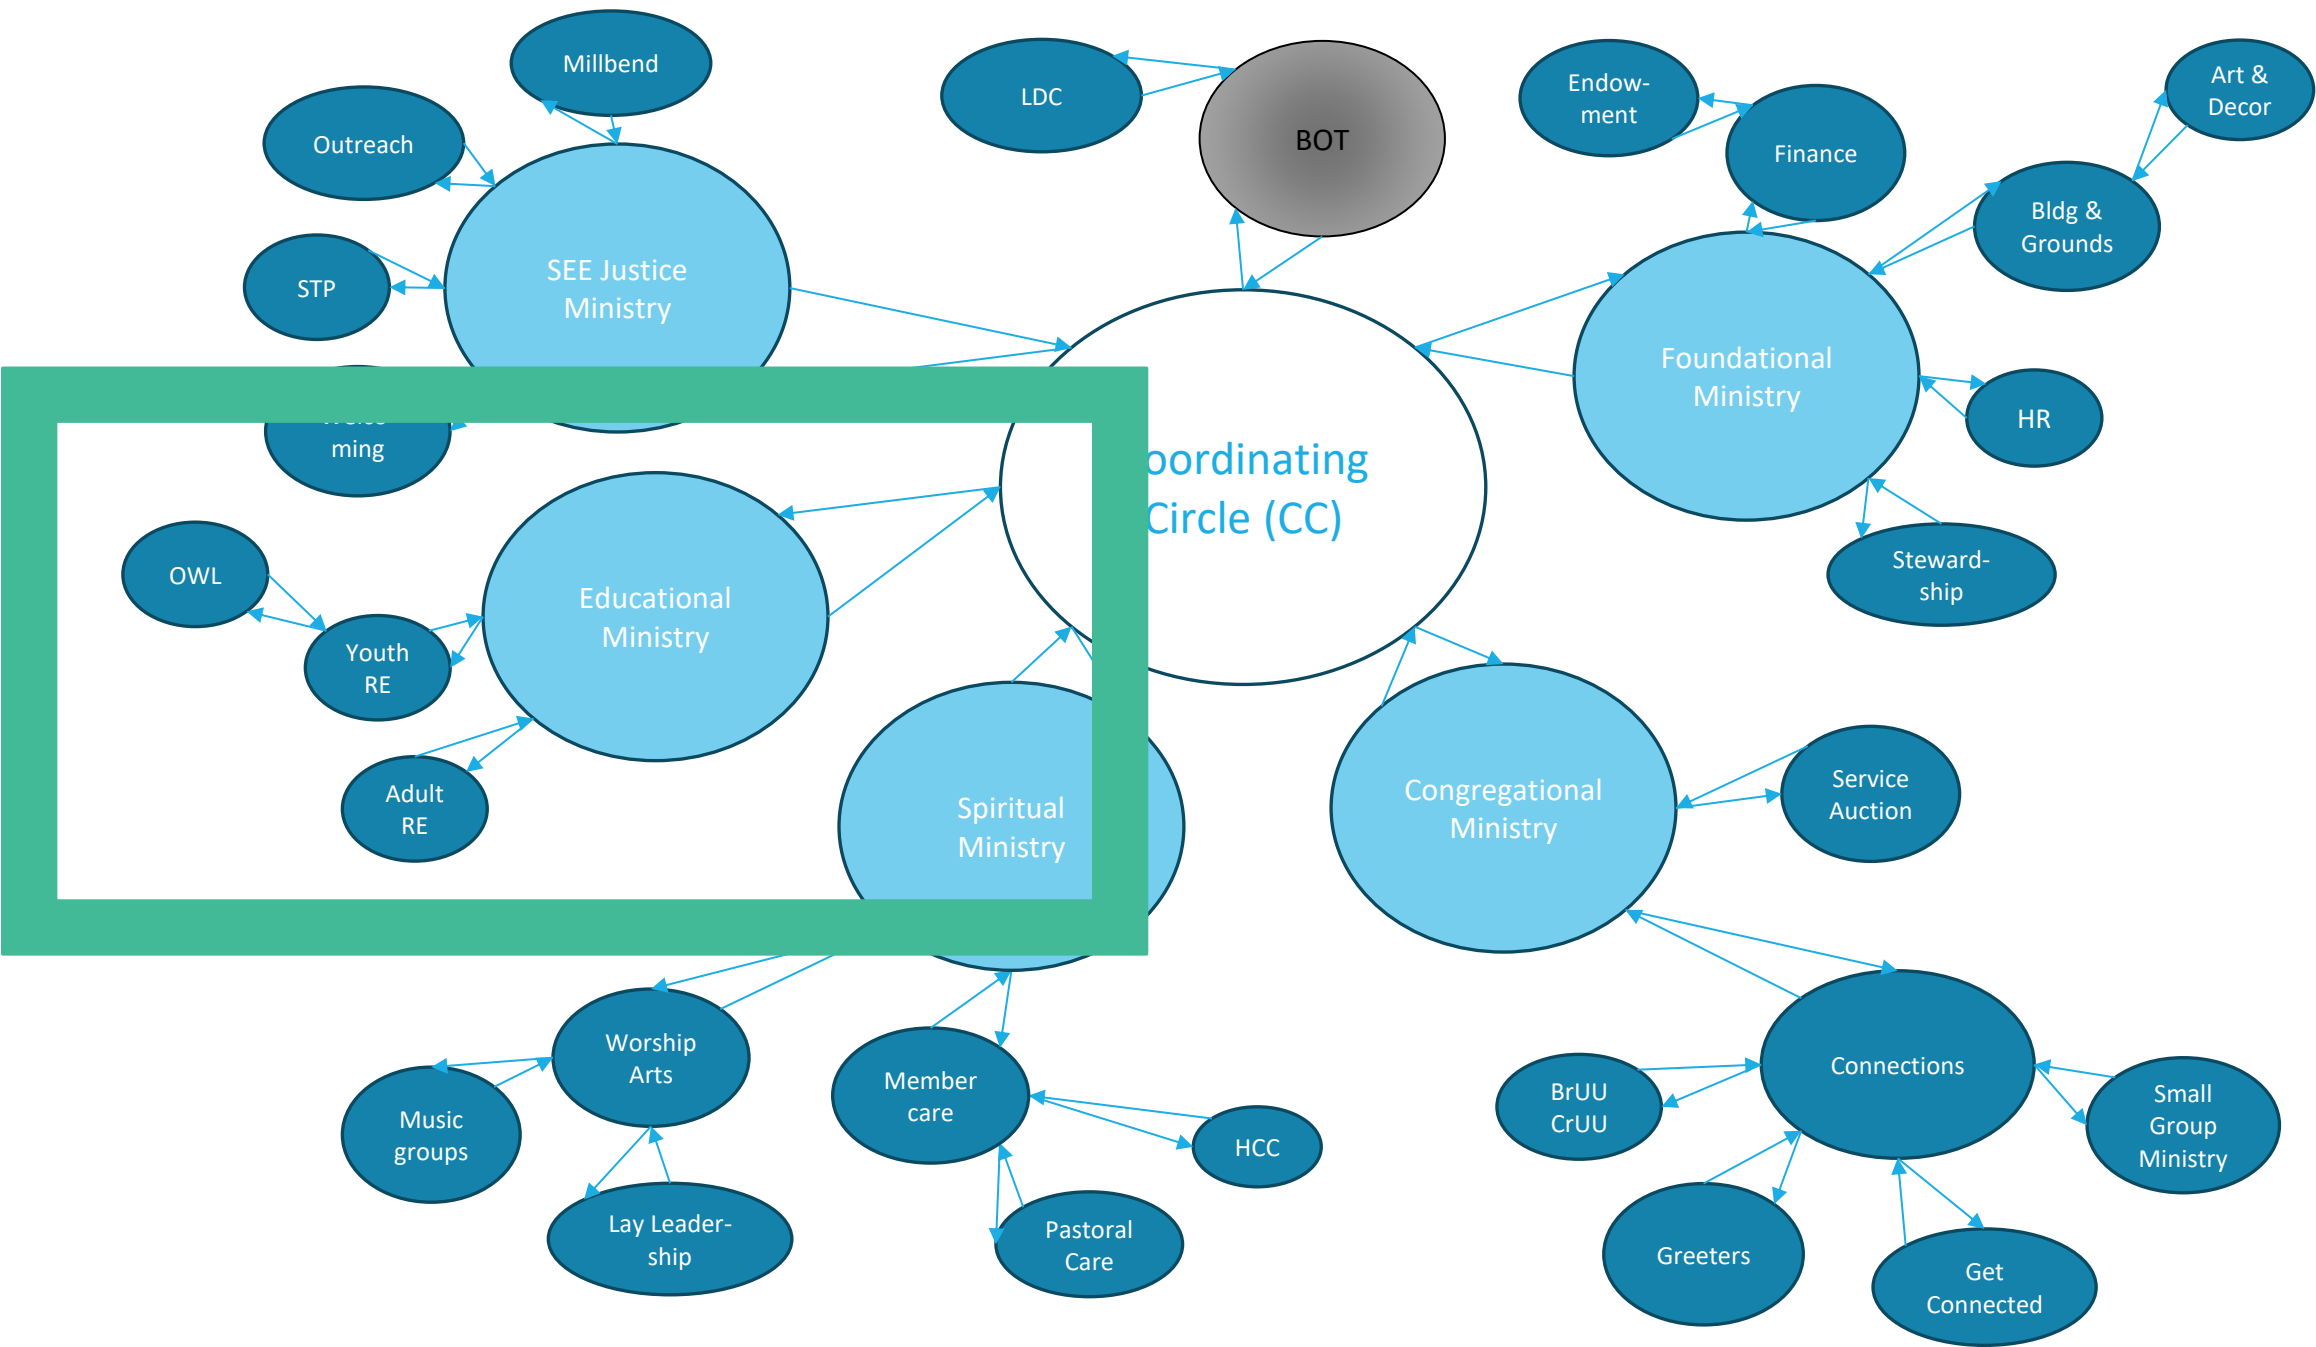 Millbend
Outreach
STP
SEE Justice
Ministry
ming
LDC
BOT
Endow-
ment
Finance
Art &
Decor
Bldg &
Grounds
Foundational
Ministry
HR
Steward-
ship
oordinating
Circle (CC)
OWL
Youth
RE
Educational
Ministry
Adult
RE
Spiritual
Ministry
Congregational
Ministry
Service
Auction
Worship
Arts
Music
groups
Lay Leader-
ship
Member
care
HCC
Pastoral
Care
Connections
BrUU
CrUU
Small
Group
Ministry
Greeters
Get
Connected